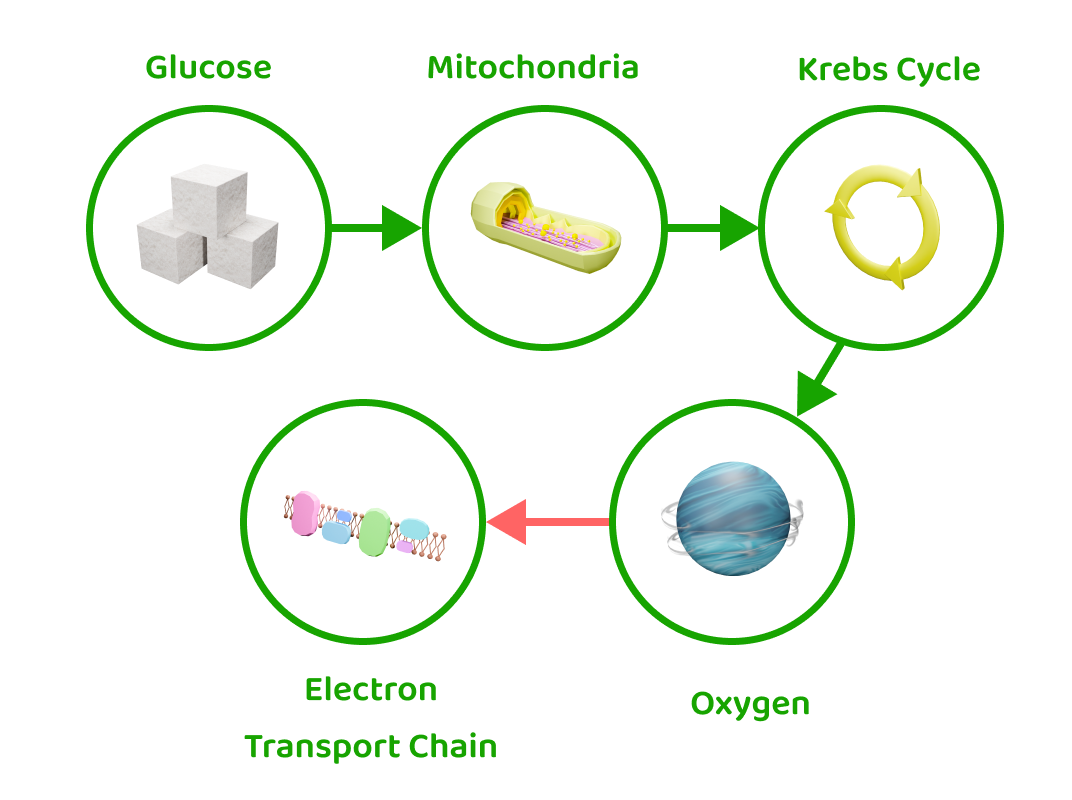 Glucose
Mitochondria
Krebs Cycle
Electron
Transport Chain
Oxygen